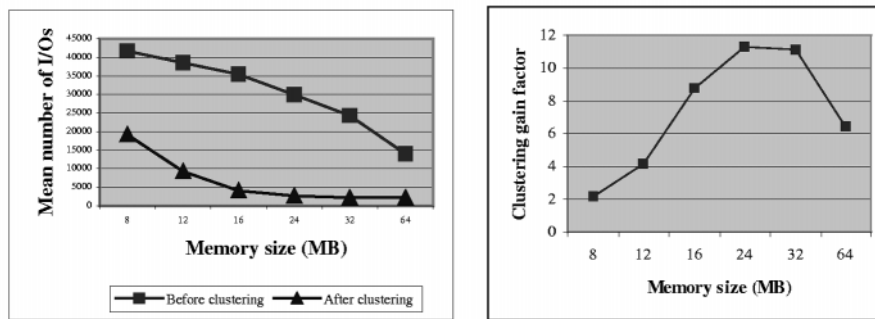 Mean number of I/Os
45000
40000
35000
30000
25000
20000
15000
10000
5000
0
8 12 16 24 32 64
Memory size (MB)
Before clustering After clustering
Clustering gain factor
12
10
8
6
4
2
0
8 12 16 24 32 64
Memory size (MB)